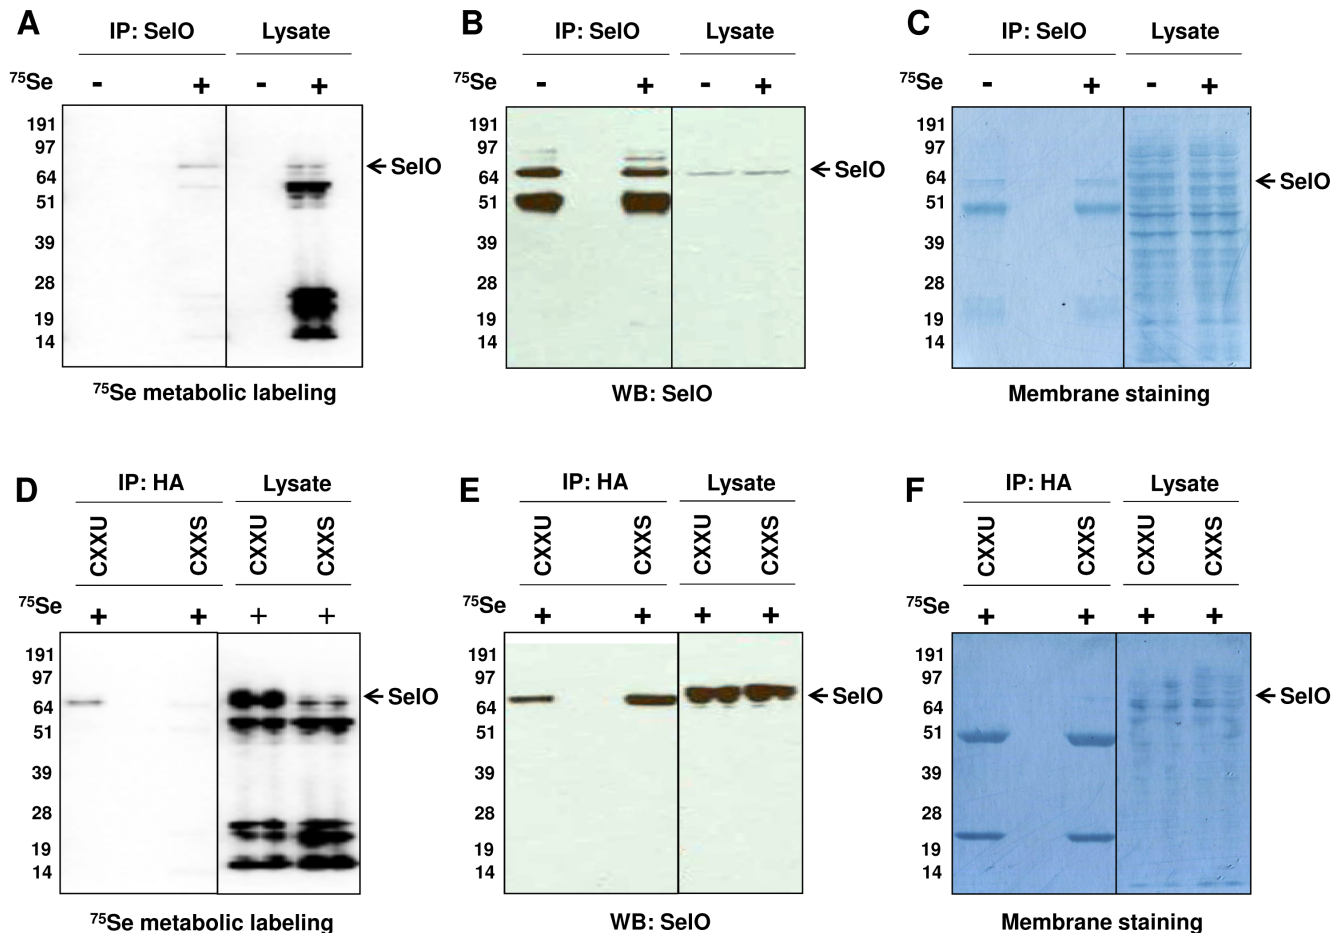 A
IP: SelO Lysate
⁷⁵Se - + - +
191
97
64
51
39
28
19
14
← SelO
⁷⁵Se metabolic labeling
B
IP: SelO Lysate
⁷⁵Se - + - +
191
97
64
51
39
28
19
14
← SelO
WB: SelO
C
IP: SelO Lysate
⁷⁵Se - + - +
191
97
64
51
39
28
19
14
← SelO
Membrane staining
D
IP: HA Lysate
CXXU CXXS CXXU CXXS
⁷⁵Se + + + +
191
97
64
51
39
28
19
14
← SelO
⁷⁵Se metabolic labeling
E
IP: HA Lysate
CXXU CXXS CXXU CXXS
⁷⁵Se + + + +
191
97
64
51
39
28
19
14
← SelO
WB: SelO
F
IP: HA Lysate
CXXU CXXS CXXU CXXS
⁷⁵Se + + + +
191
97
64
51
39
28
19
14
← SelO
Membrane staining